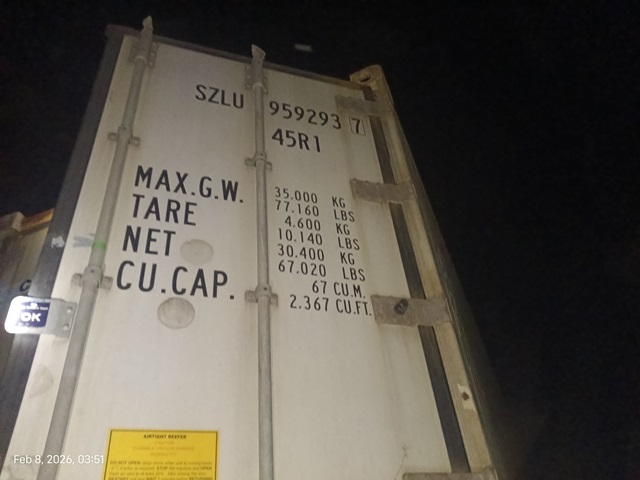 SZLU 959293 7
45R1
MAX.G.W. 35.000 KG
77.160 LBS
TARE 4.600 KG
10.140 LBS
NET 30.400 KG
67.020 LBS
CU.CAP. 67 CU.M.
2.367 CU.FT.
OK
AIRTIGHT REEFER
Feb 8, 2026, 03:51